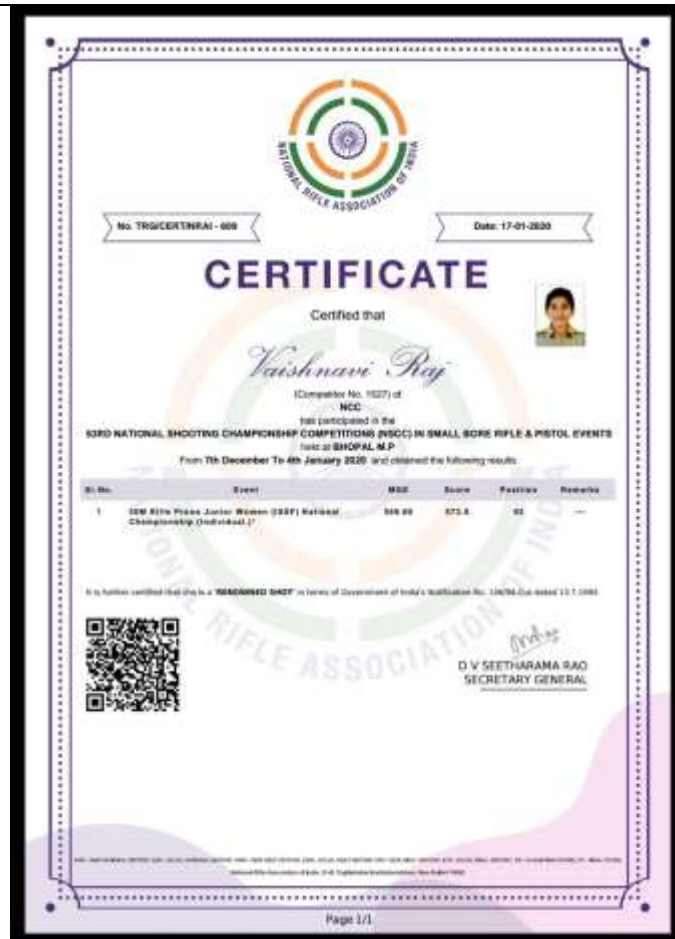 NATIONAL RIFLE ASSOCIATION OF INDIA
No. TRG/CERT/NRAI - 609
Date: 17-01-2020
CERTIFICATE
Certified that
Vaishnavi Raj
(Competitor No. 1527) of
NCC
has participated in the
63RD NATIONAL SHOOTING CHAMPIONSHIP COMPETITIONS (NSCC) IN SMALL BORE RIFLE & PISTOL EVENTS
held at BHOPAL M.P
From 7th December To 4th January 2020 and obtained the following results
Sr.No. Event MQS Score Position Remarks
1 50M Rifle Prone Junior Women (ISSF) National ---
Championship (Individual)*
It is further certified that she is a "RENOWNED SHOT" in terms of Government of India's Notification No. dated
D V SEETHARAMA RAO
SECRETARY GENERAL
Page 1/1